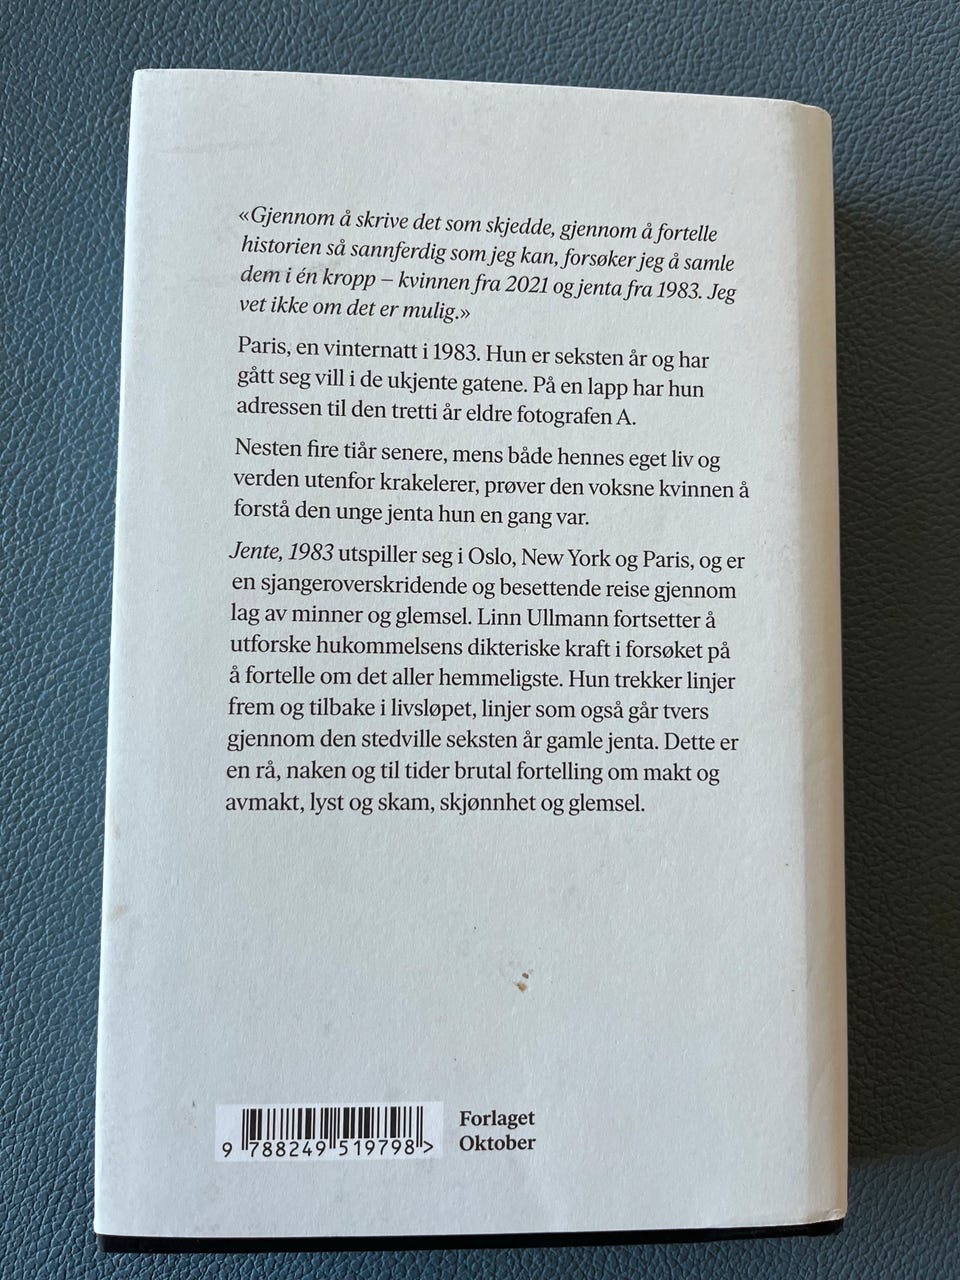 «Gjennom å skrive det som skjedde, gjennom å fortelle
historien så sannferdig som jeg kan, forsøker jeg å samle
dem i én kropp – kvinnen fra 2021 og jenta fra 1983. Jeg
vet ikke om det er mulig.»
Paris, en vinternatt i 1983. Hun er seksten år og har
gått seg vill i de ukjente gatene. På en lapp har hun
adressen til den tretti år eldre fotografen A.
Nesten fire tiår senere, mens både hennes eget liv og
verden utenfor krakelerer, prøver den voksne kvinnen å
forstå den unge jenta hun en gang var.
Jente, 1983 utspiller seg i Oslo, New York og Paris, og er
en sjangeroverskridende og besettende reise gjennom
lag av minner og glemsel. Linn Ullmann fortsetter å
utforske hukommelsens dikteriske kraft i forsøket på
å fortelle om det aller hemmeligste. Hun trekker linjer
frem og tilbake i livsløpet, linjer som også går tvers
gjennom den stedville seksten år gamle jenta. Dette er
en rå, naken og til tider brutal fortelling om makt og
avmakt, lyst og skam, skjønnhet og glemsel.
Forlaget
Oktober
9 788249 519798 >